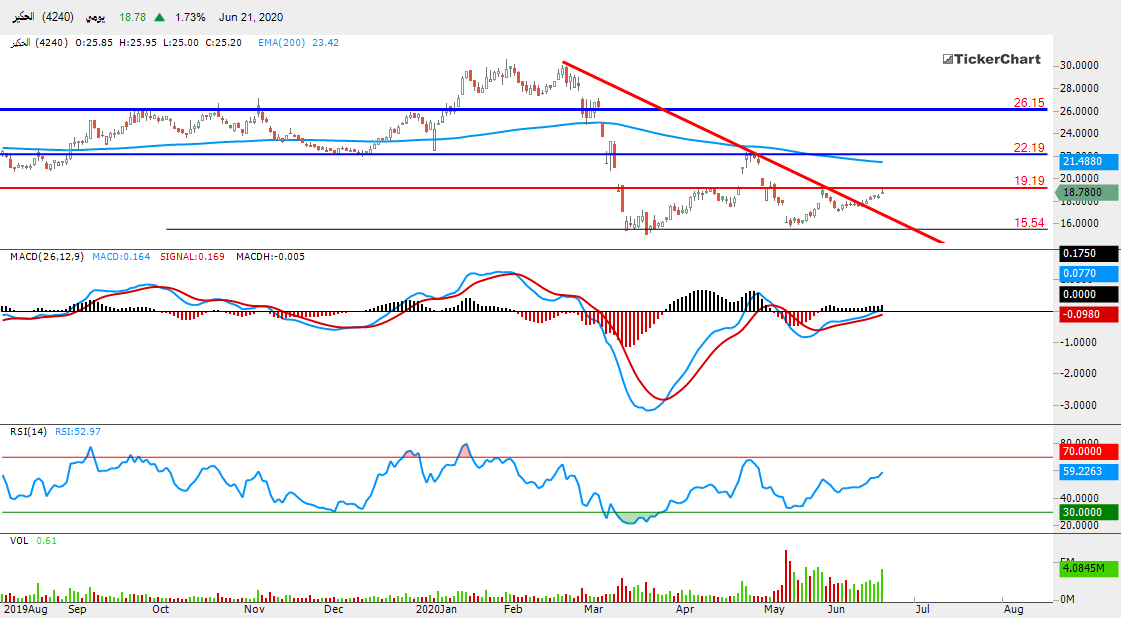 الحكير (4240) يومي 18.78 ▲ 1.73% Jun 21, 2020
الحكير (4240) O:25.85 H:25.95 L:25.00 C:25.20 EMA(200) 23.42
TickerChart
30.0000
28.0000
26.15
26.0000
24.0000
22.19
21.4880
20.0000
19.19
18.7800
18.0000
15.54
16.0000
MACD(26,12,9) MACD:0.164 SIGNAL:0.169 MACDH:-0.005
0.1750
0.0770
0.0000
-0.0980
-1.0000
-2.0000
-3.0000
RSI(14) RSI:52.97
80.0000
70.0000
59.2263
40.0000
30.0000
20.0000
VOL 0.61
5M
4.0845M
0M
2019Aug Sep Oct Nov Dec 2020Jan Feb Mar Apr May Jun Jul Aug